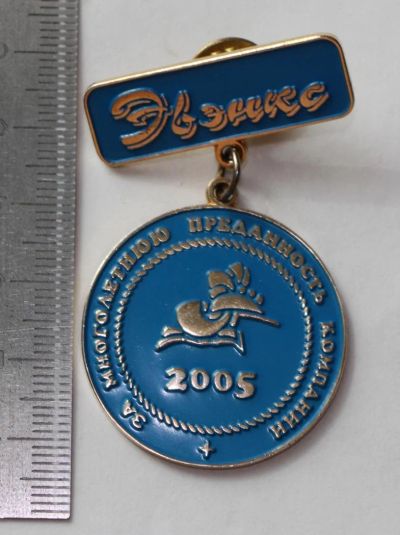 Эвэнкс
ЗА МНОГОЛЕТНЮЮ ПРЕДАННОСТЬ КОМПАНИИ
2005